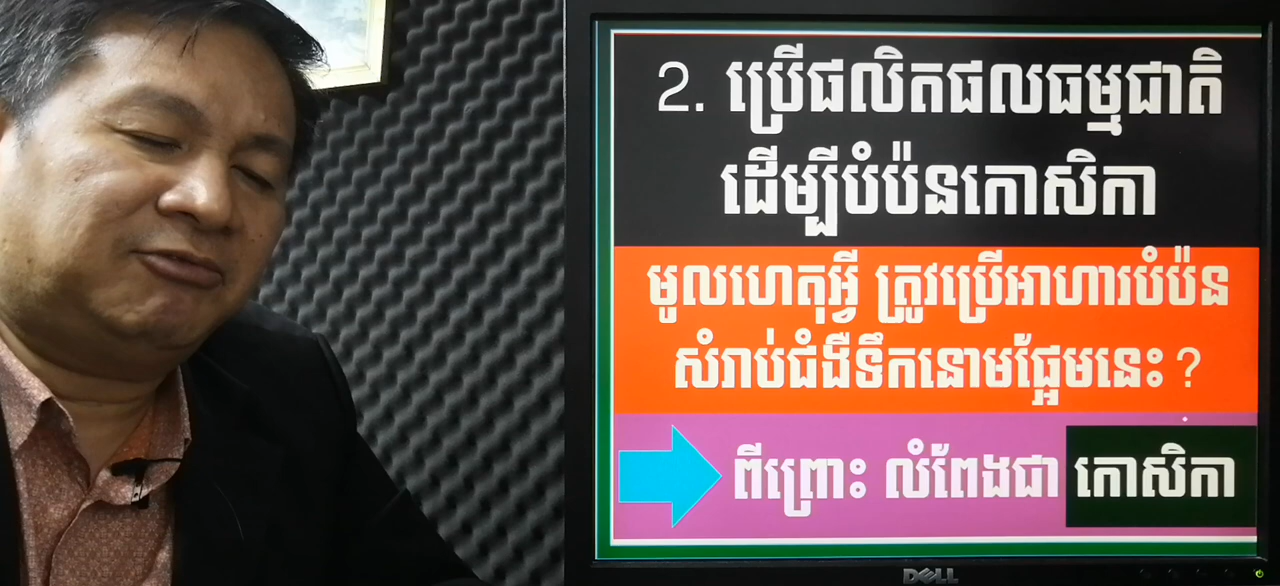 2. ប្រើផលិតផលធម្មជាតិ
ដើម្បីបំប៉នកោសិកា
មូលហេតុអ្វី ត្រូវប្រើអាហារបំប៉ន
សំរាប់ជំងឺទឹកនោមផ្អែមនេះ ?
ពីព្រោះ លំពែងជា កោសិកា
DELL